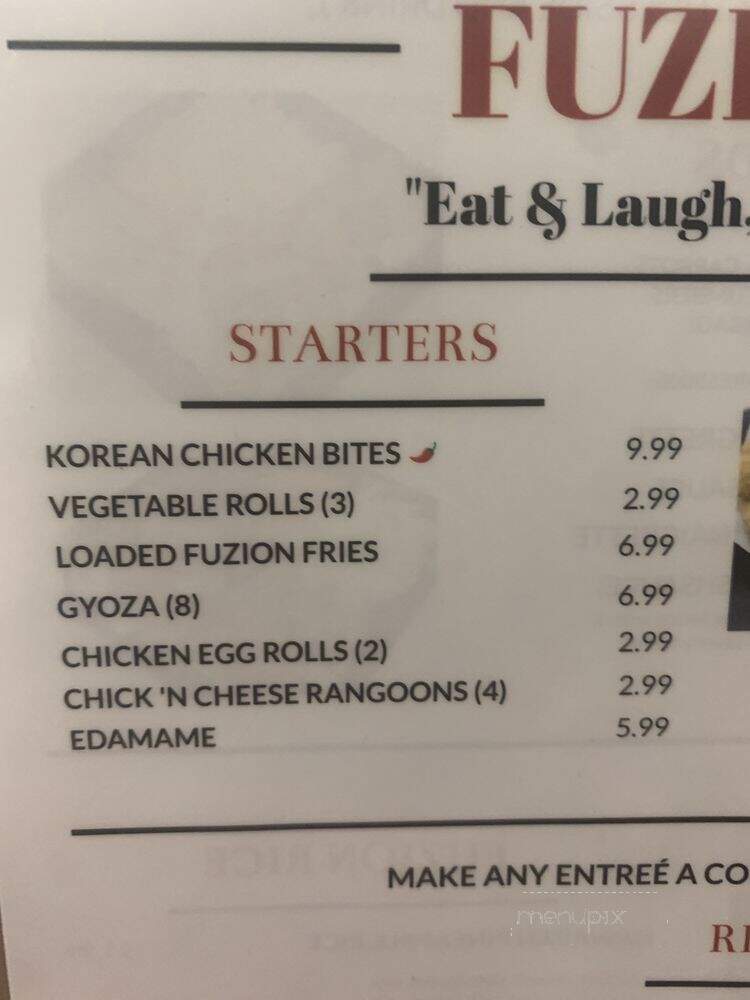 FUZI
"Eat & Laugh,
STARTERS
KOREAN CHICKEN BITES 🌶 9.99
VEGETABLE ROLLS (3) 2.99
LOADED FUZION FRIES 6.99
GYOZA (8) 6.99
CHICKEN EGG ROLLS (2) 2.99
CHICK 'N CHEESE RANGOONS (4) 2.99
EDAMAME 5.99
MAKE ANY ENTREÉ A CO
menupix
RI
FUZION RICE